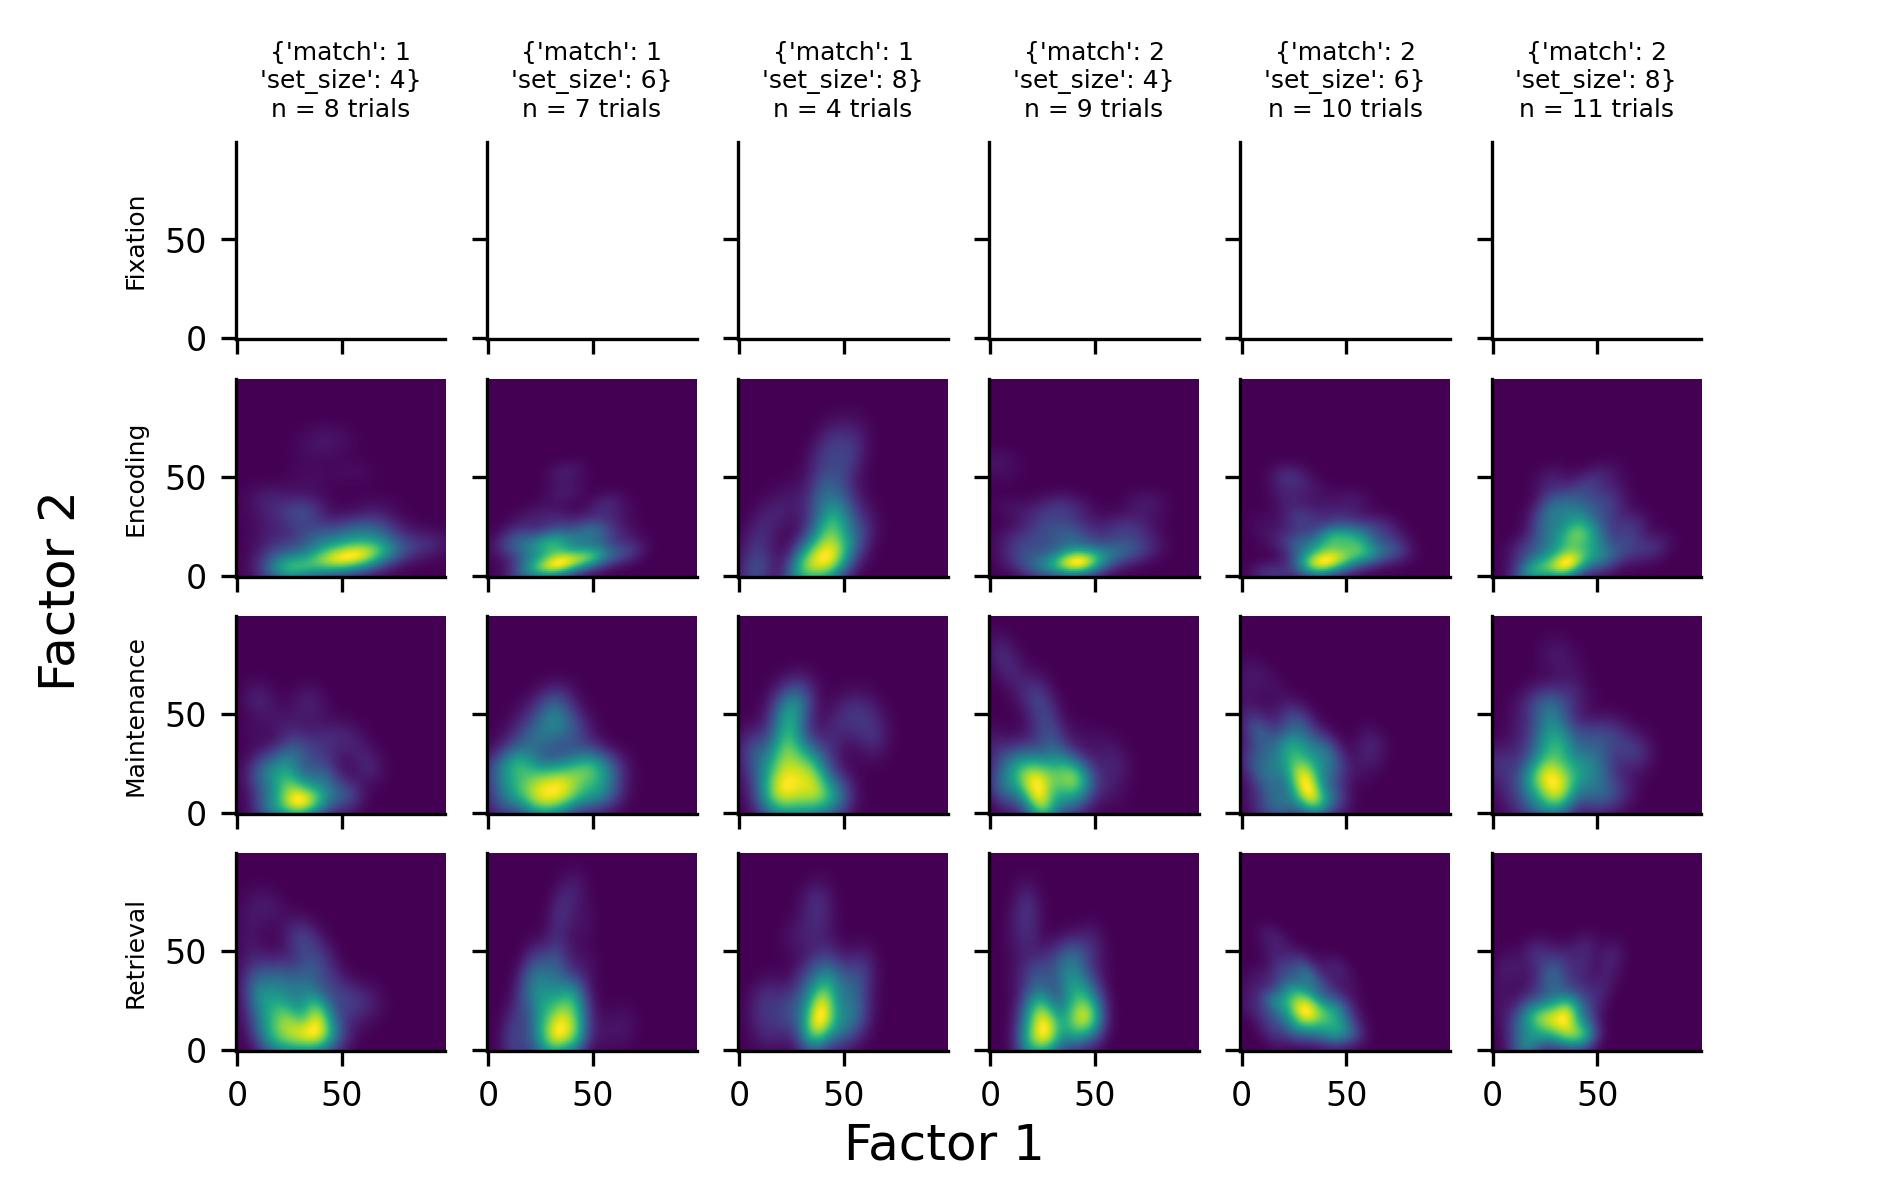 {'match': 1
'set_size': 4}
n = 8 trials
{'match': 1
'set_size': 6}
n = 7 trials
{'match': 1
'set_size': 8}
n = 4 trials
{'match': 2
'set_size': 4}
n = 9 trials
{'match': 2
'set_size': 6}
n = 10 trials
{'match': 2
'set_size': 8}
n = 11 trials
Factor 2
Fixation
50
0
Encoding
50
0
Maintenance
50
0
Retrieval
50
0
0 50 0 50 0 50 0 50 0 50 0 50
Factor 1